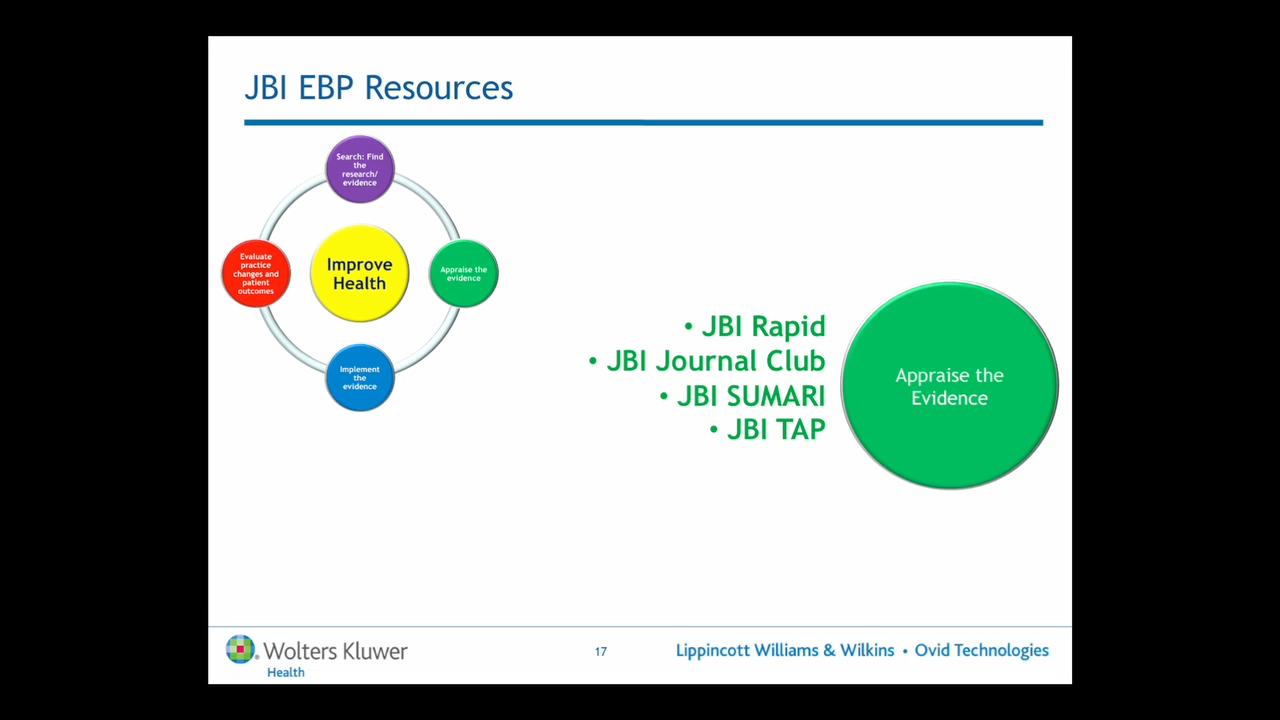 JBI EBP Resources
Search: Find
the
research/
evidence
Evaluate
practice
changes and
patient
outcomes
Improve
Health
Appraise the
evidence
Implement
the
evidence
• JBI Rapid
• JBI Journal Club
• JBI SUMARI
• JBI TAP
Appraise the
Evidence
Wolters Kluwer
Health
17
Lippincott Williams & Wilkins • Ovid Technologies